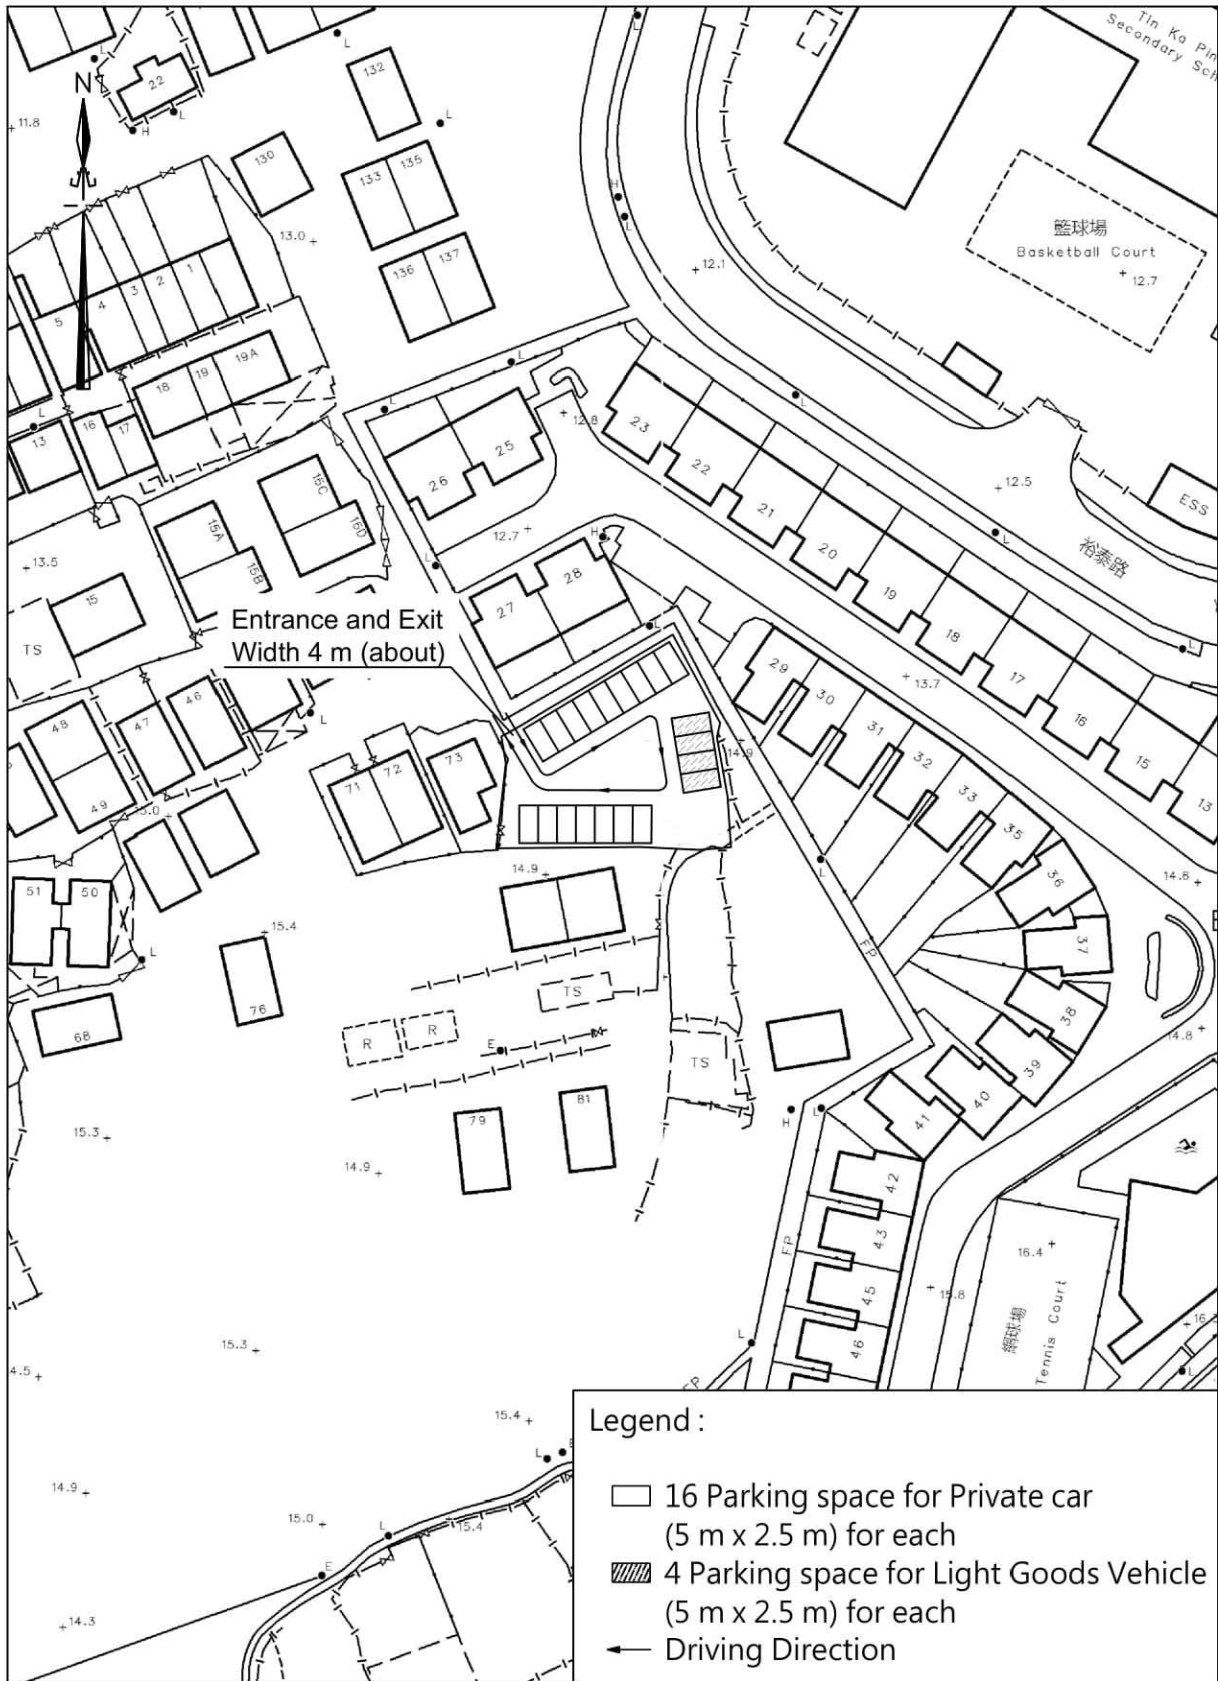 Tin Ka Pin
Secondary Sch
L
L
132
22
N
L
L
11.8
H
130
133
135
籃球場
Basketball Court
H
L
13.0
136
137
12.1
12.7
1
2
3
4
5
19A
19
18
L
L
L
L
16
17
13
12.8
23
25
26
22
12.5
ESS
15C
21
15A
15D
12.7
H
L
裕泰路
20
13.5
15B
28
19
15
27
L
Entrance and Exit
18
L
Width 4 m (about)
TS
29
13.7
17
46
30
48
47
L
31
16
14.9
73
32
15
72
71
33
49
13
15.0
35
L
14.9
36
14.8
51
50
15.4
37
FP
L
76
TS
38
68
R
R
E
14.8
39
TS
40
81
H
L
41
79
15.3
14.9
42
43
FP
16.4
45
15.8
網球場
Tennis Court
L
15.3
46
16.
4.5
L
FP
15.4
Legend :
L
14.9
16 Parking space for Private car
15.0
L
15.4
(5 m x 2.5 m) for each
E
4 Parking space for Light Goods Vehicle
14.3
(5 m x 2.5 m) for each
Driving Direction